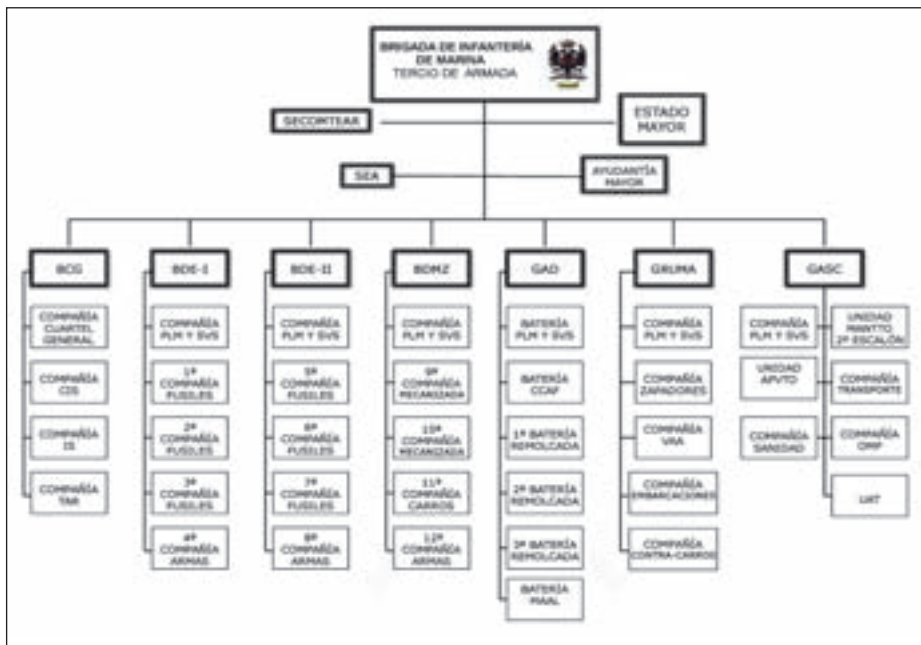 BRIGADA DE INFANTERÍA
DE MARINA
TERCIO DE ARMADA
SECOMTEAR
ESTADO
MAYOR
SEA
AYUDANTÍA
MAYOR
BCG
COMPAÑÍA
CUARTEL
GENERAL
COMPAÑÍA
CIS
COMPAÑÍA
IS
COMPAÑÍA
TAR
BDE-I
COMPAÑÍA
PLM Y SVS
1ª
COMPAÑÍA
FUSILES
2ª
COMPAÑÍA
FUSILES
3ª
COMPAÑÍA
FUSILES
4ª
COMPAÑÍA
ARMAS
BDE-II
COMPAÑÍA
PLM Y SVS
5ª
COMPAÑÍA
FUSILES
6ª
COMPAÑÍA
FUSILES
7ª
COMPAÑÍA
FUSILES
8ª
COMPAÑÍA
ARMAS
BDMZ
COMPAÑÍA
PLM Y SVS
9ª
COMPAÑÍA
MECANIZADA
10ª
COMPAÑÍA
MECANIZADA
11ª
COMPAÑÍA
CARROS
12ª
COMPAÑÍA
ARMAS
GAD
BATERÍA
PLM Y SVS
BATERÍA
CCAF
1ª BATERÍA
REMOLCADA
2ª BATERÍA
REMOLCADA
3ª BATERÍA
REMOLCADA
BATERÍA
MAAL
GRUMA
COMPAÑÍA
PLM Y SVS
COMPAÑÍA
ZAPADORES
COMPAÑÍA
VAA
COMPAÑÍA
EMBARCACIONES
COMPAÑÍA
CONTRA-CARROS
GASC
COMPAÑÍA
PLM Y SVS
UNIDAD
APVTO
COMPAÑÍA
SANIDAD
UNIDAD
MANTTO
2º ESCALÓN
COMPAÑÍA
TRANSPORTE
COMPAÑÍA
OMP